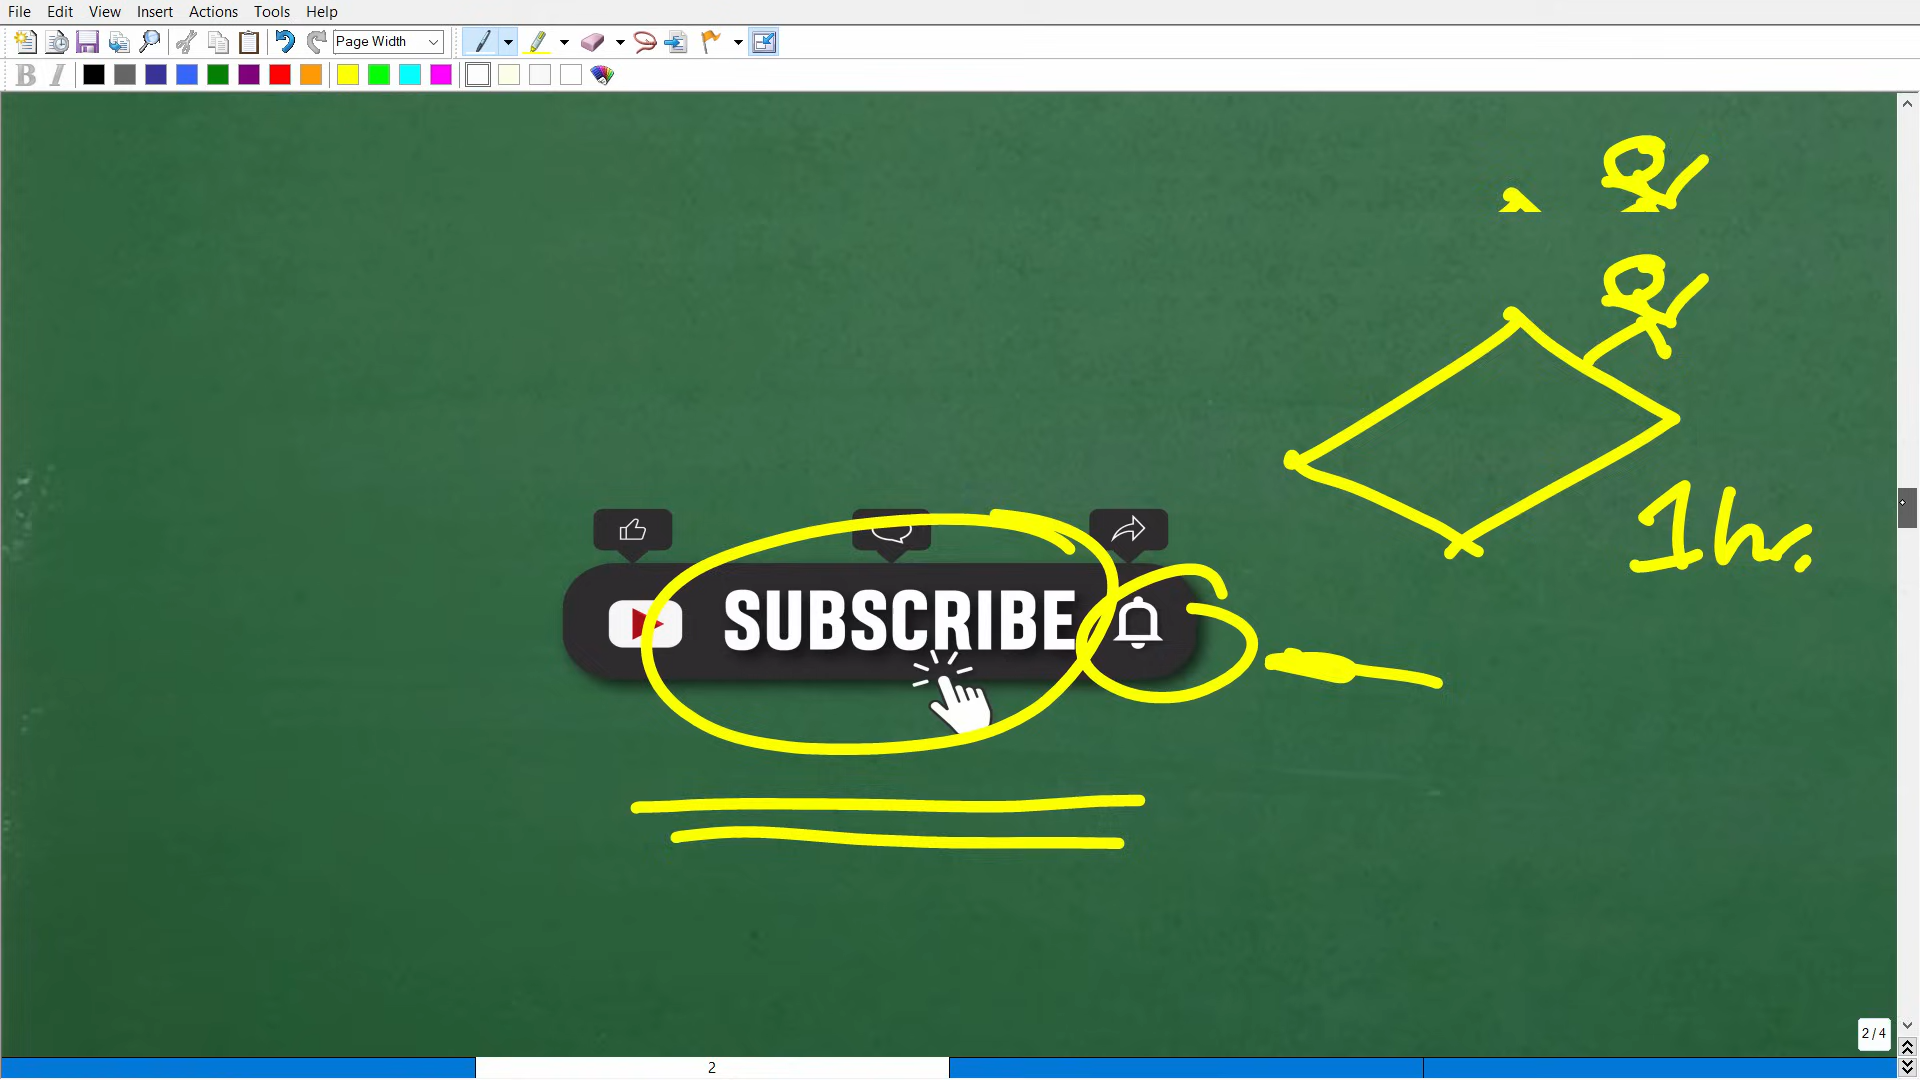 File Edit View Insert Actions Tools Help
Page Width
B I
1hr.
SUBSCRIBE
2 / 4
2